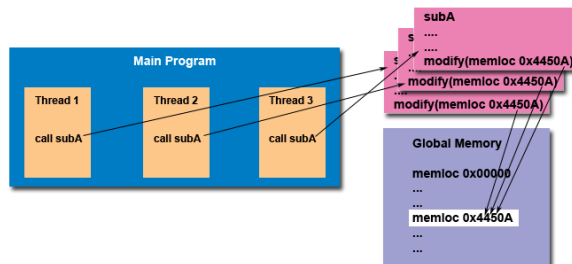 Main Program
Thread 1
call subA
Thread 2
call subA
Thread 3
call subA
subA
....
....
modify(memloc 0x4450A)
s
..
modify(memloc 0x4450A)
s
...
....
modify(memloc 0x4450A)
Global Memory
memloc 0x00000
...
...
memloc 0x4450A
...
...